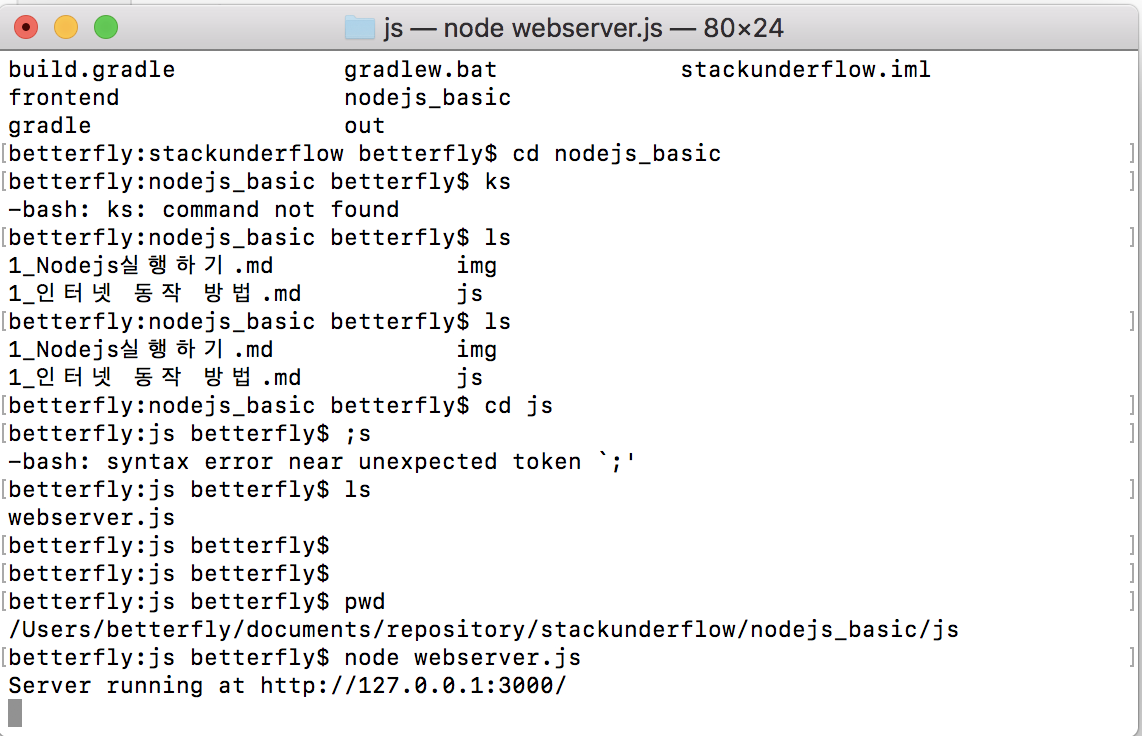 js — node webserver.js — 80×24
build.gradle gradlew.bat stackunderflow.iml
frontend nodejs_basic
gradle out
[betterfly:stackunderflow betterfly$ cd nodejs_basic ]
[betterfly:nodejs_basic betterfly$ ks ]
-bash: ks: command not found
[betterfly:nodejs_basic betterfly$ ls ]
1_Nodejs실행하기.md img
1_인터넷 동작 방법.md js
[betterfly:nodejs_basic betterfly$ ls ]
1_Nodejs실행하기.md img
1_인터넷 동작 방법.md js
[betterfly:nodejs_basic betterfly$ cd js ]
[betterfly:js betterfly$ ;s ]
-bash: syntax error near unexpected token `;'
[betterfly:js betterfly$ ls ]
webserver.js
[betterfly:js betterfly$ ]
[betterfly:js betterfly$ ]
[betterfly:js betterfly$ pwd ]
/Users/betterfly/documents/repository/stackunderflow/nodejs_basic/js
[betterfly:js betterfly$ node webserver.js ]
Server running at http://127.0.0.1:3000/